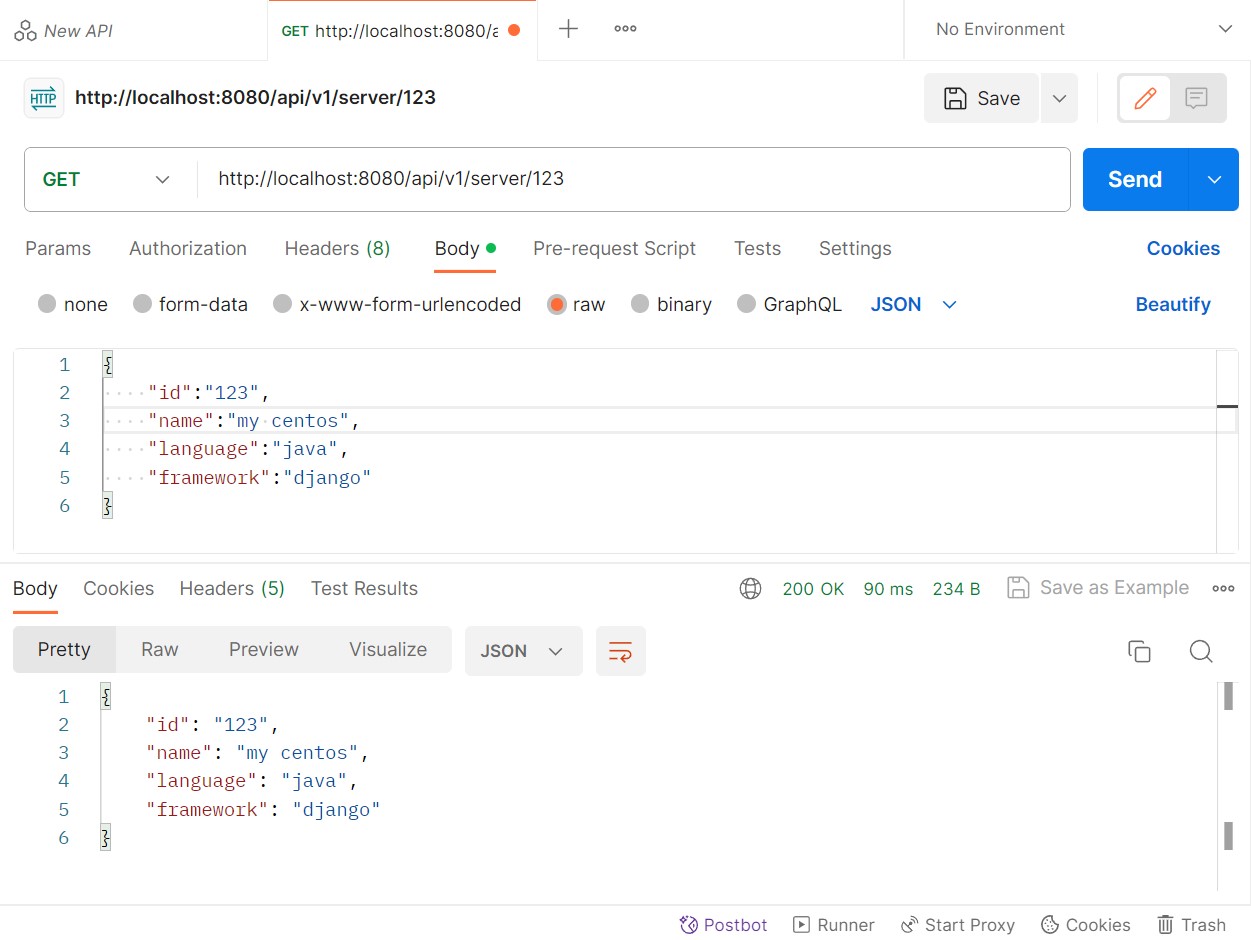 New API GET http://localhost:8080/a No Environment
HTTP http://localhost:8080/api/v1/server/123 Save
GET http://localhost:8080/api/v1/server/123 Send
Params Authorization Headers (8) Body Pre-request Script Tests Settings Cookies
none form-data x-www-form-urlencoded raw binary GraphQL JSON Beautify
1 {
2 "id":"123",
3 "name":"my centos",
4 "language":"java",
5 "framework":"django"
6 }
Body Cookies Headers (5) Test Results 200 OK 90 ms 234 B Save as Example
Pretty Raw Preview Visualize JSON
1 {
2 "id": "123",
3 "name": "my centos",
4 "language": "java",
5 "framework": "django"
6 }
Postbot Runner Start Proxy Cookies Trash